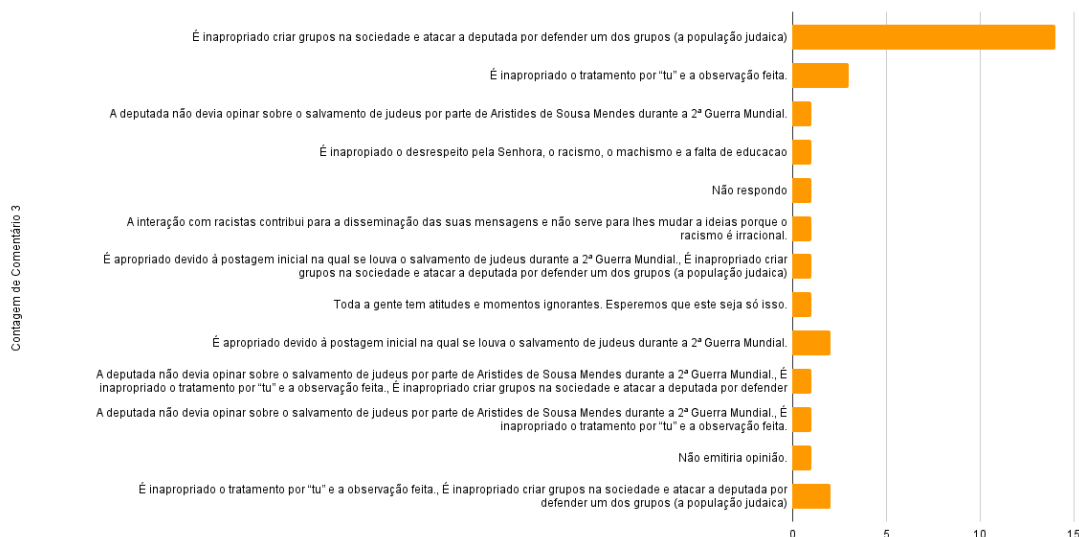 É inapropriado criar grupos na sociedade e atacar a deputada por defender um dos grupos (a população judaica)
É inapropriado o tratamento por “tu” e a observação feita.
A deputada não devia opinar sobre o salvamento de judeus por parte de Aristides de Sousa Mendes durante a 2ª Guerra Mundial.
É inapropiado o desrespeito pela Senhora, o racismo, o machismo e a falta de educacao
Não respondo
A interação com racistas contribui para a disseminação das suas mensagens e não serve para lhes mudar a ideias porque o
racismo é irracional.
É apropriado devido à postagem inicial na qual se louva o salvamento de judeus durante a 2ª Guerra Mundial., É inapropriado criar
grupos na sociedade e atacar a deputada por defender um dos grupos (a população judaica)
Toda a gente tem atitudes e momentos ignorantes. Esperemos que este seja só isso.
É apropriado devido à postagem inicial na qual se louva o salvamento de judeus durante a 2ª Guerra Mundial.
A deputada não devia opinar sobre o salvamento de judeus por parte de Aristides de Sousa Mendes durante a 2ª Guerra Mundial., É
inapropriado o tratamento por “tu” e a observação feita., É inapropriado criar grupos na sociedade e atacar a deputada por defender
A deputada não devia opinar sobre o salvamento de judeus por parte de Aristides de Sousa Mendes durante a 2ª Guerra Mundial., É
inapropriado o tratamento por “tu” e a observação feita.
Não emitiria opinião.
É inapropriado o tratamento por “tu” e a observação feita., É inapropriado criar grupos na sociedade e atacar a deputada por
defender um dos grupos (a população judaica)
Contagem de Comentário 3
0 5 10 15